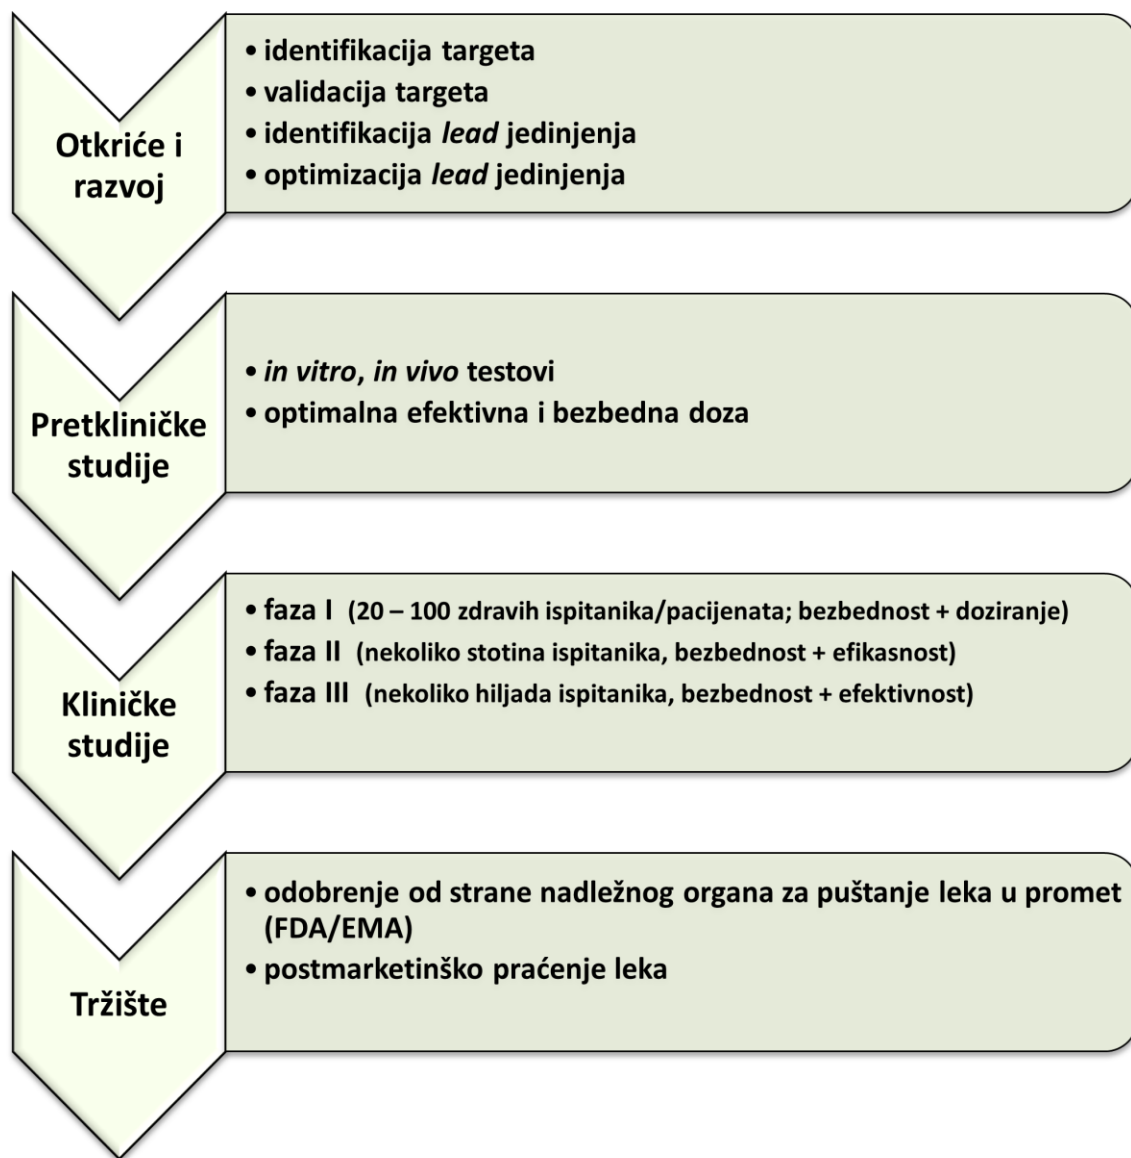 Otkriće i
razvoj
• identifikacija targeta
• validacija targeta
• identifikacija lead jedinjenja
• optimizacija lead jedinjenja
Pretkliničke
studije
• in vitro, in vivo testovi
• optimalna efektivna i bezbedna doza
Kliničke
studije
• faza I (20 – 100 zdravih ispitanika/pacijenata; bezbednost + doziranje)
• faza II (nekoliko stotina ispitanika, bezbednost + efikasnost)
• faza III (nekoliko hiljada ispitanika, bezbednost + efektivnost)
Tržište
• odobrenje od strane nadležnog organa za puštanje leka u promet
(FDA/EMA)
• postmarketinško praćenje leka